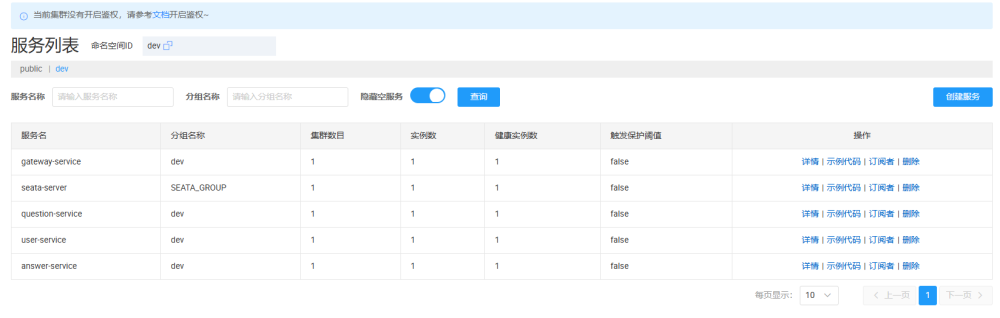 当前集群没有开启鉴权，请参考文档开启鉴权~
服务列表 命名空间ID dev
public | dev
服务名称 请输入服务名称 分组名称 请输入分组名称 隐藏空服务 查询 创建服务
服务名 分组名称 集群数目 实例数 健康实例数 触发保护阈值 操作
gateway-service dev 1 1 1 false 详情 | 示例代码 | 订阅者 | 删除
seata-server SEATA_GROUP 1 1 1 false 详情 | 示例代码 | 订阅者 | 删除
question-service dev 1 1 1 false 详情 | 示例代码 | 订阅者 | 删除
user-service dev 1 1 1 false 详情 | 示例代码 | 订阅者 | 删除
answer-service dev 1 1 1 false 详情 | 示例代码 | 订阅者 | 删除
每页显示: 10 < 上一页 1 下一页 >